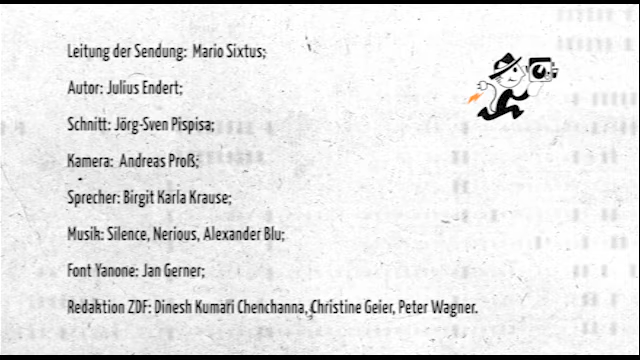 Leitung der Sendung: Mario Sixtus;
Autor: Julius Endert;
Schnitt: Jörg-Sven Pispisa;
Kamera: Andreas Proß;
Sprecher: Birgit Karla Krause;
Musik: Silence, Nerious, Alexander Blu;
Font Yanone: Jan Gerner;
Redaktion ZDF: Dinesh Kumari Chenchanna, Christine Geier, Peter Wagner.